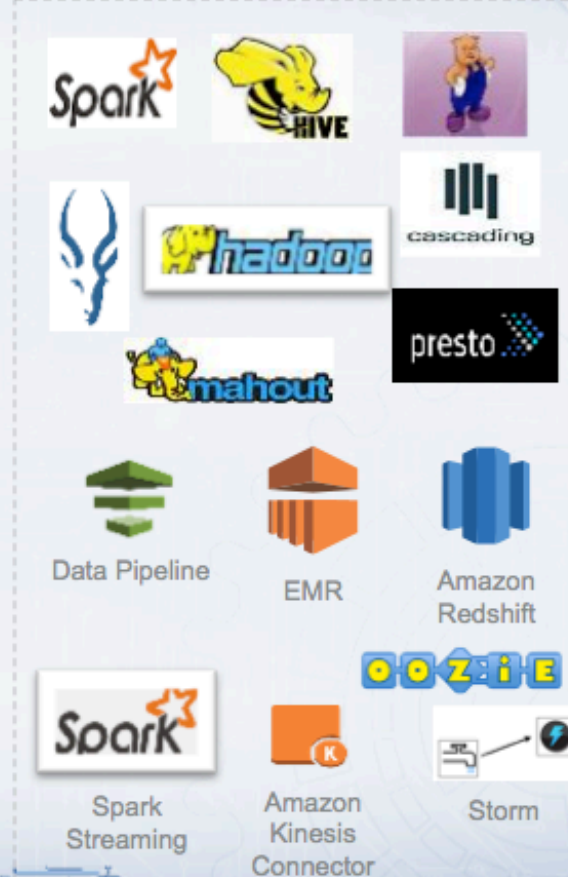 Spark
HIVE
hadoop
cascading
presto
mahout
Data Pipeline
EMR
Amazon
Redshift
OOZiE
Spark
K
Spark
Streaming
Amazon
Kinesis
Connector
Storm